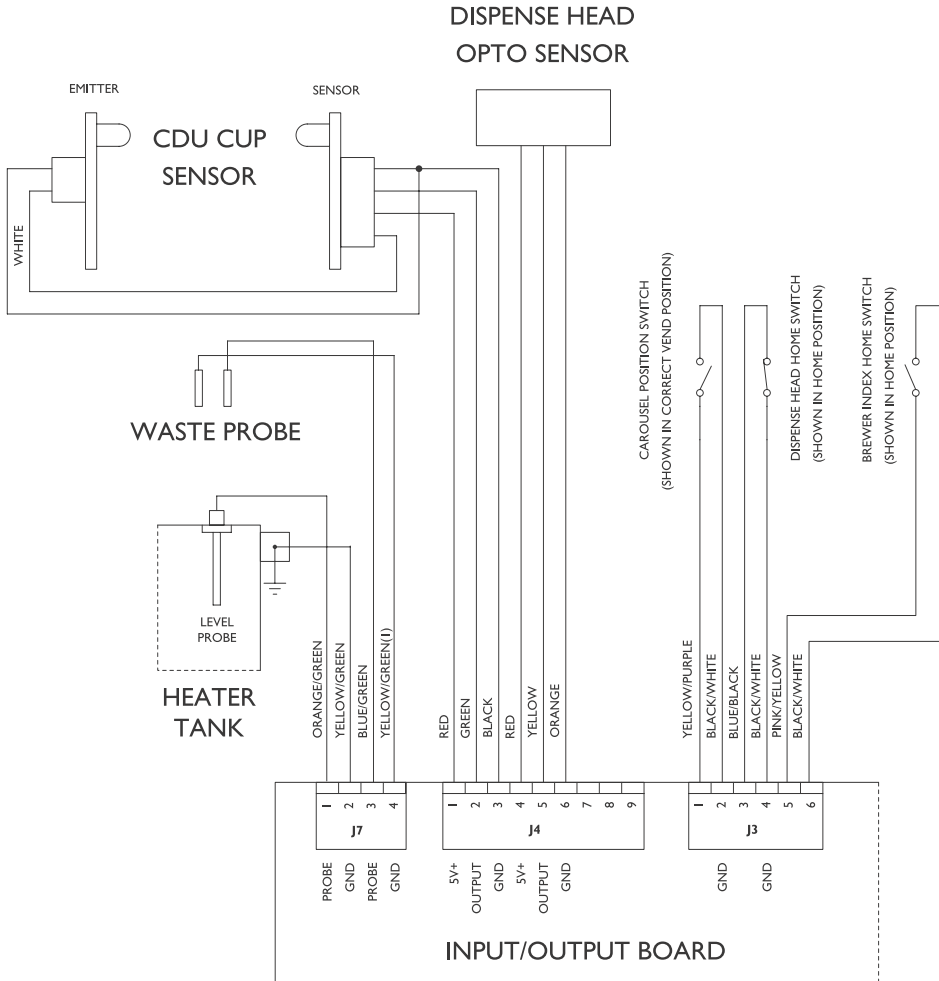 DISPENSE HEAD
OPTO SENSOR
EMITTER
SENSOR
CDU CUP
SENSOR
WHITE
CAROUSEL POSITION SWITCH
(SHOWN IN CORRECT VEND POSITION)
DISPENSE HEAD HOME SWITCH
(SHOWN IN HOME POSITION)
BREWER INDEX HOME SWITCH
(SHOWN IN HOME POSITION)
WASTE PROBE
LEVEL
PROBE
HEATER
TANK
ORANGE/GREEN
YELLOW/GREEN
BLUE/GREEN
YELLOW/GREEN(1)
RED
GREEN
BLACK
RED
YELLOW
ORANGE
YELLOW/PURPLE
BLACK/WHITE
BLUE/BLACK
BLACK/WHITE
PINK/YELLOW
BLACK/WHITE
1 2 3 4
J7
1 2 3 4 5 6 7 8 9
J4
1 2 3 4 5 6
J3
PROBE
GND
PROBE
GND
5V+
OUTPUT
GND
5V+
OUTPUT
GND
GND
GND
INPUT/OUTPUT BOARD